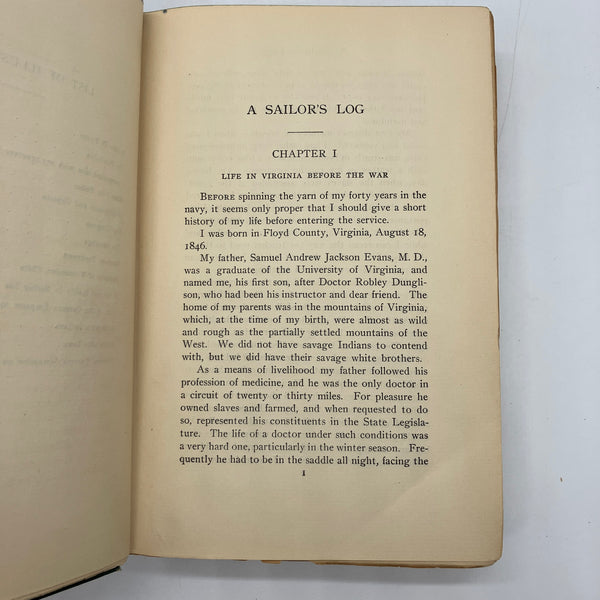 LIST OF
A SAILOR'S LOG
CHAPTER I
LIFE IN VIRGINIA BEFORE THE WAR
BEFORE spinning the yarn of my forty years in the
navy, it seems only proper that I should give a short
history of my life before entering the service.
I was born in Floyd County, Virginia, August 18,
1846.
My father, Samuel Andrew Jackson Evans, M. D.,
was a graduate of the University of Virginia, and
named me, his first son, after Doctor Robley Dungli-
son, who had been his instructor and dear friend. The
home of my parents was in the mountains of Virginia,
which, at the time of my birth, were almost as wild
and rough as the partially settled mountains of the
West. We did not have savage Indians to contend
with, but we did have their savage white brothers.
As a means of livelihood my father followed his
profession of medicine, and he was the only doctor in
a circuit of twenty or thirty miles. For pleasure he
owned slaves and farmed, and when requested to do
so, represented his constituents in the State Legisla-
ture. The life of a doctor under such conditions was
a very hard one, particularly in the winter season. Fre-
quently he had to be in the saddle all night, facing the
1